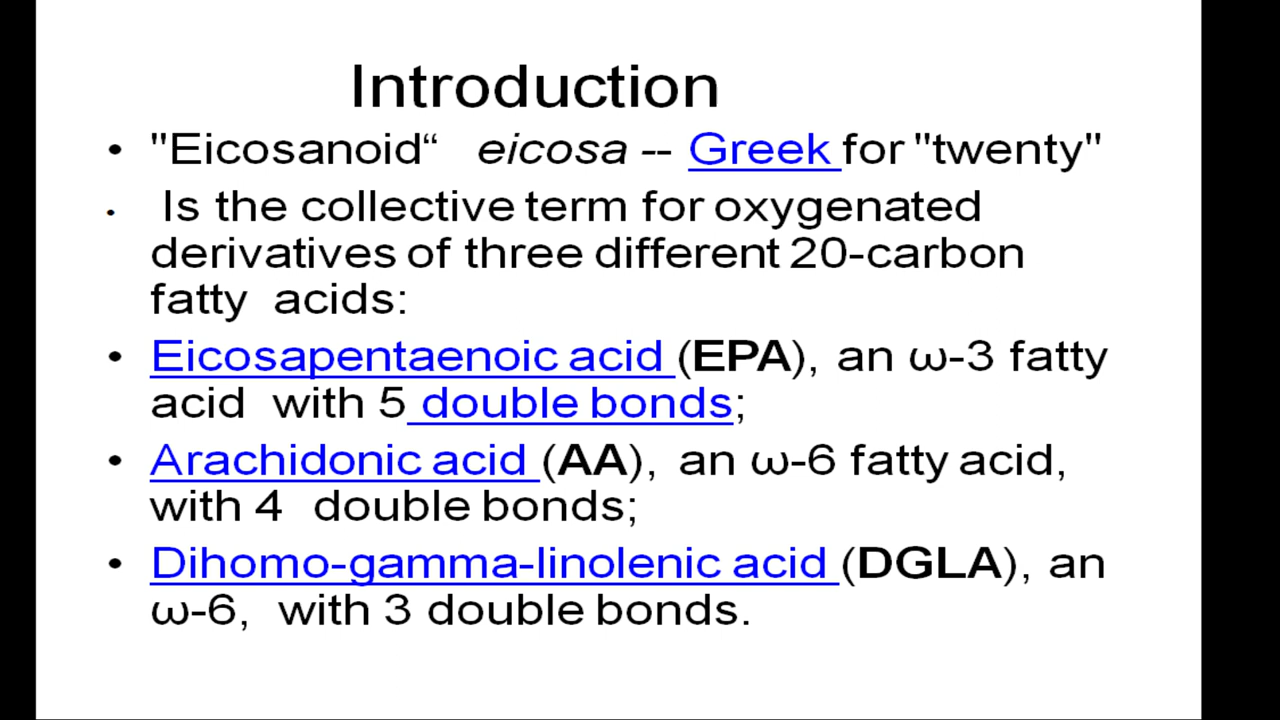 Introduction
• "Eicosanoid“ eicosa -- Greek for "twenty"
• Is the collective term for oxygenated
derivatives of three different 20-carbon
fatty acids:
• Eicosapentaenoic acid (EPA), an ω-3 fatty
acid with 5 double bonds;
• Arachidonic acid (AA), an ω-6 fatty acid,
with 4 double bonds;
• Dihomo-gamma-linolenic acid (DGLA), an
ω-6, with 3 double bonds.